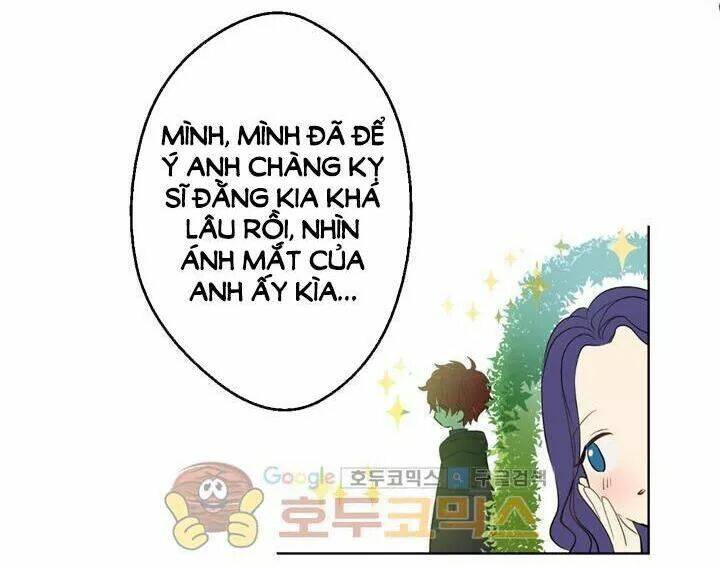 MÌNH, MÌNH ĐÃ ĐỂ
Ý ANH CHÀNG KỴ
SĨ ĐẰNG KIA KHÁ
LÂU RỒI, NHÌN
ÁNH MẮT CỦA
ANH ẤY KÌA...
Google 호두코믹스 구글검색
호두코믹스